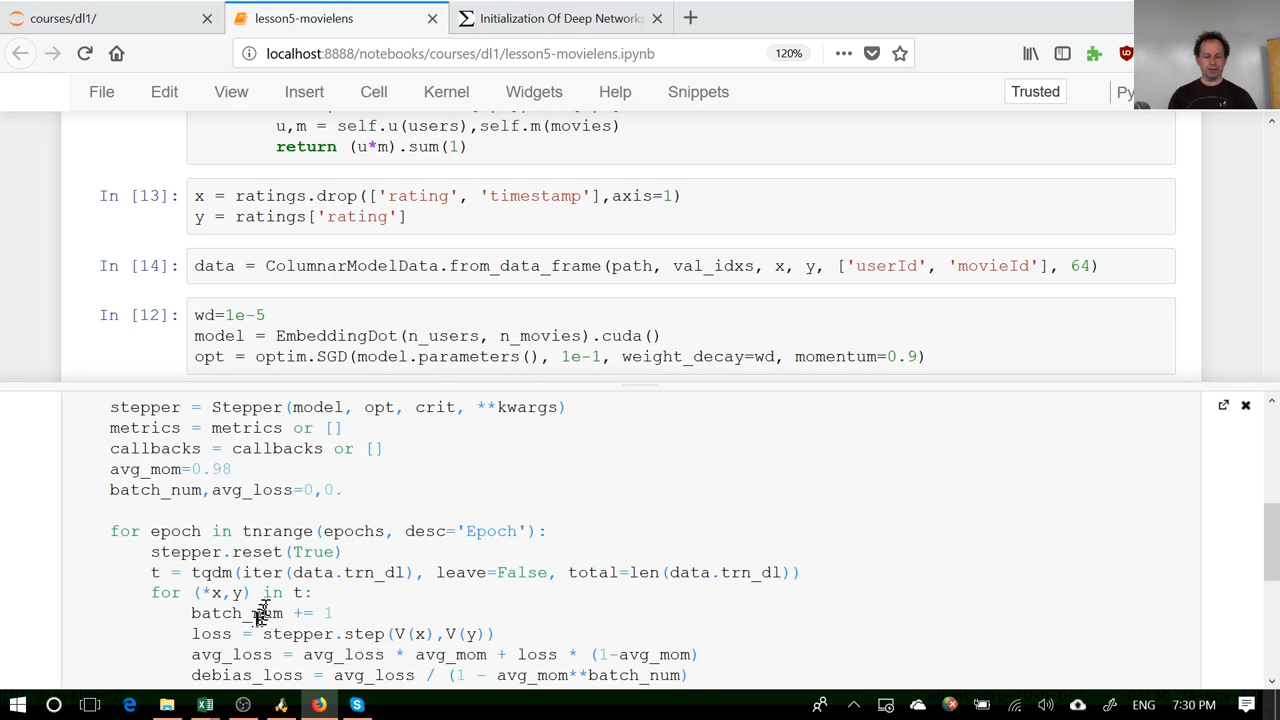 courses/dl1/
lesson5-movielens
Initialization Of Deep Networks
localhost:8888/notebooks/courses/dl1/lesson5-movielens.ipynb
120%
File Edit View Insert Cell Kernel Widgets Help Snippets
Trusted
Py
u,m = self.u(users),self.m(movies)
return (u*m).sum(1)
In [13]:
x = ratings.drop(['rating', 'timestamp'],axis=1)
y = ratings['rating']
In [14]:
data = ColumnarModelData.from_data_frame(path, val_idxs, x, y, ['userId', 'movieId'], 64)
In [12]:
wd=1e-5
model = EmbeddingDot(n_users, n_movies).cuda()
opt = optim.SGD(model.parameters(), 1e-1, weight_decay=wd, momentum=0.9)
stepper = Stepper(model, opt, crit, **kwargs)
metrics = metrics or []
callbacks = callbacks or []
avg_mom=0.98
batch_num,avg_loss=0,0.
for epoch in tnrange(epochs, desc='Epoch'):
stepper.reset(True)
t = tqdm(iter(data.trn_dl), leave=False, total=len(data.trn_dl))
for (*x,y) in t:
batch_num += 1
loss = stepper.step(V(x),V(y))
avg_loss = avg_loss * avg_mom + loss * (1-avg_mom)
debias_loss = avg_loss / (1 - avg_mom**batch_num)
ENG
7:30 PM